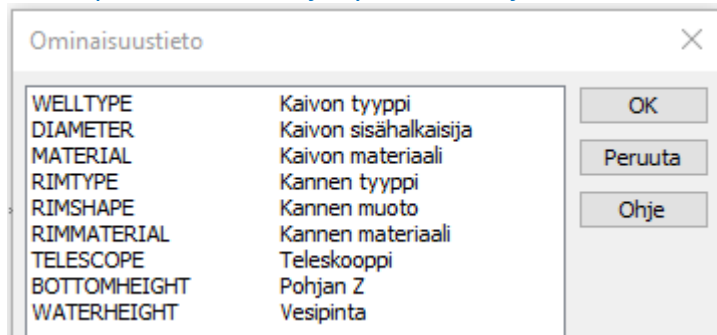 Ominaisuustieto
WELLTYPE Kaivon tyyppi
DIAMETER Kaivon sisähalkaisija
MATERIAL Kaivon materiaali
RIMTYPE Kannen tyyppi
RIMSHAPE Kannen muoto
RIMMATERIAL Kannen materiaali
TELESCOPE Teleskooppi
BOTTOMHEIGHT Pohjan Z
WATERHEIGHT Vesipinta
OK
Peruuta
Ohje